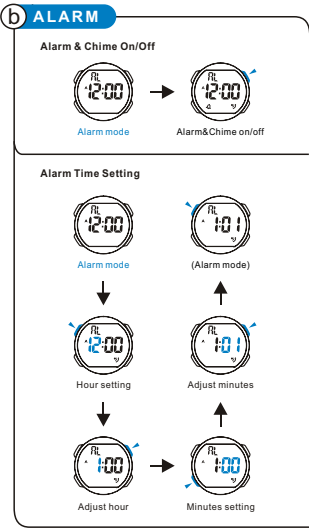 b ALARM
Alarm & Chime On/Off
AL AL
A 12:00 A 12:00
Alarm mode Alarm&Chime on/off
Alarm Time Setting
AL AL
A 12:00 A 1:01
Alarm mode (Alarm mode)
AL AL
A 12:00 A 1:01
Hour setting Adjust minutes
AL AL
A 1:00 A 1:00
Adjust hour Minutes setting